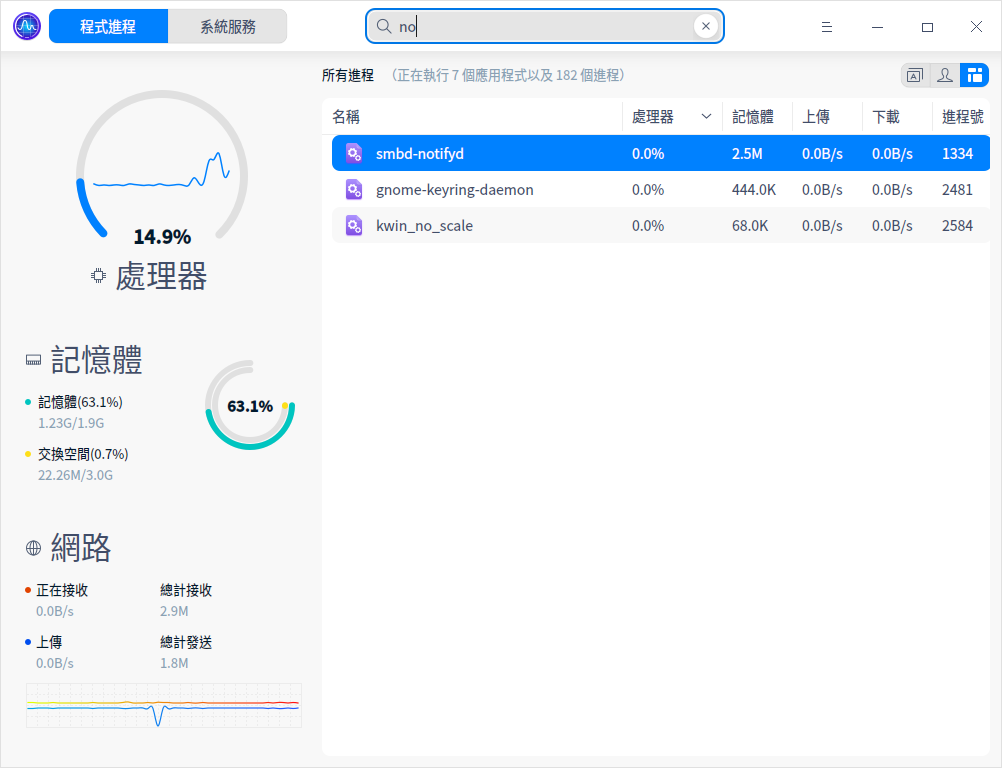 程式進程 系統服務 no
所有進程 （正在執行 7 個應用程式以及 182 個進程）
名稱 處理器 記憶體 上傳 下載 進程號
smbd-notifyd 0.0% 2.5M 0.0B/s 0.0B/s 1334
gnome-keyring-daemon 0.0% 444.0K 0.0B/s 0.0B/s 2481
kwin_no_scale 0.0% 68.0K 0.0B/s 0.0B/s 2584
14.9%
處理器
記憶體
記憶體(63.1%)
1.23G/1.9G
63.1%
交換空間(0.7%)
22.26M/3.0G
網路
正在接收 總計接收
0.0B/s 2.9M
上傳 總計發送
0.0B/s 1.8M